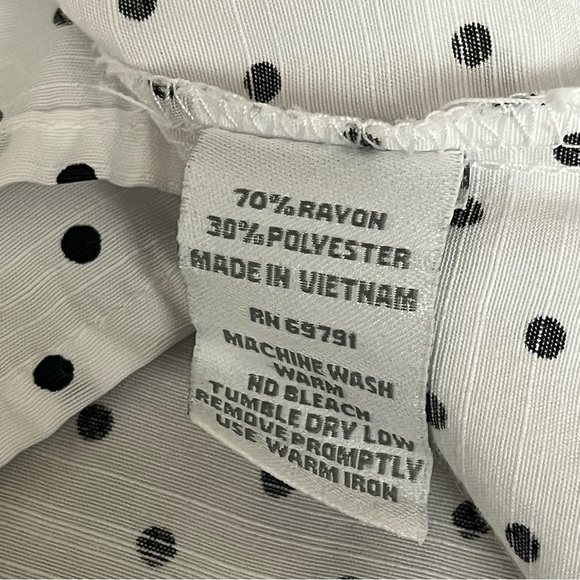 70% RAYON
30% POLYESTER
MADE IN VIETNAM
RN 69791
MACHINE WASH
WARM
NO BLEACH
TUMBLE DRY LOW
REMOVE PROMPTLY
USE WARM IRON